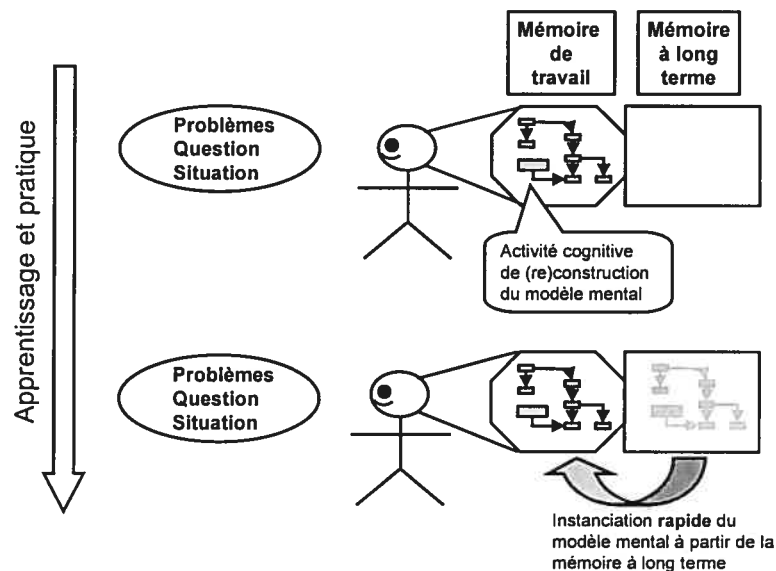 Mémoire
de
travail
Mémoire
à long
terme
Apprentissage et pratique
Problèmes
Question
Situation
Activité cognitive
de (re)construction
du modèle mental
Problèmes
Question
Situation
Instanciation rapide du
modèle mental à partir de la
mémoire à long terme